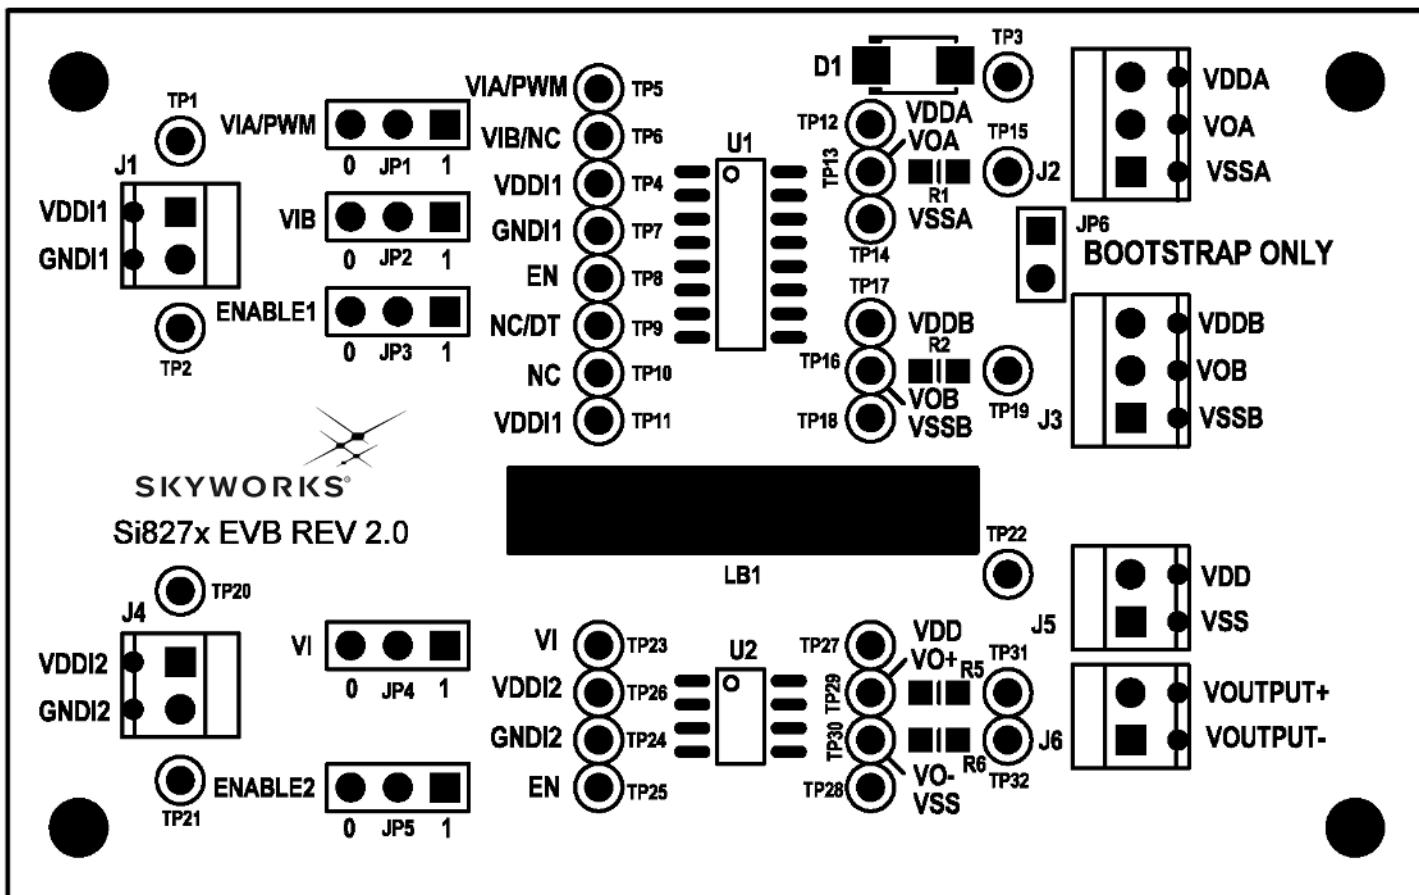 TP1
VIA/PWM
0 JP1 1
J1
VDDI1
GNDI1
TP2
VIB
0 JP2 1
ENABLE1
0 JP3 1
VIA/PWM TP5
VIB/NC TP6
VDDI1 TP4
GNDI1 TP7
EN TP8
NC/DT TP9
NC TP10
VDDI1 TP11
U1
D1
TP3
TP12 VDDA
TP13 VOA
TP15
R1
VSSA
TP14
J2
VDDA
VOA
VSSA
JP6
BOOTSTRAP ONLY
TP17
VDDB
R2
TP16
VOB
TP18 VSSB
TP19
J3
VDDB
VOB
VSSB
SKYWORKS®
Si827x EVB REV 2.0
LB1
TP20
J4
VDDI2
GNDI2
TP21
VI
0 JP4 1
ENABLE2
0 JP5 1
VI TP23
VDDI2 TP26
GNDI2 TP24
EN TP25
U2
TP22
TP27 VDD
VO+
TP29
R5
TP31
TP30
R6
TP32
VO-
TP28 VSS
J5
VDD
VSS
J6
VOUTPUT+
VOUTPUT-